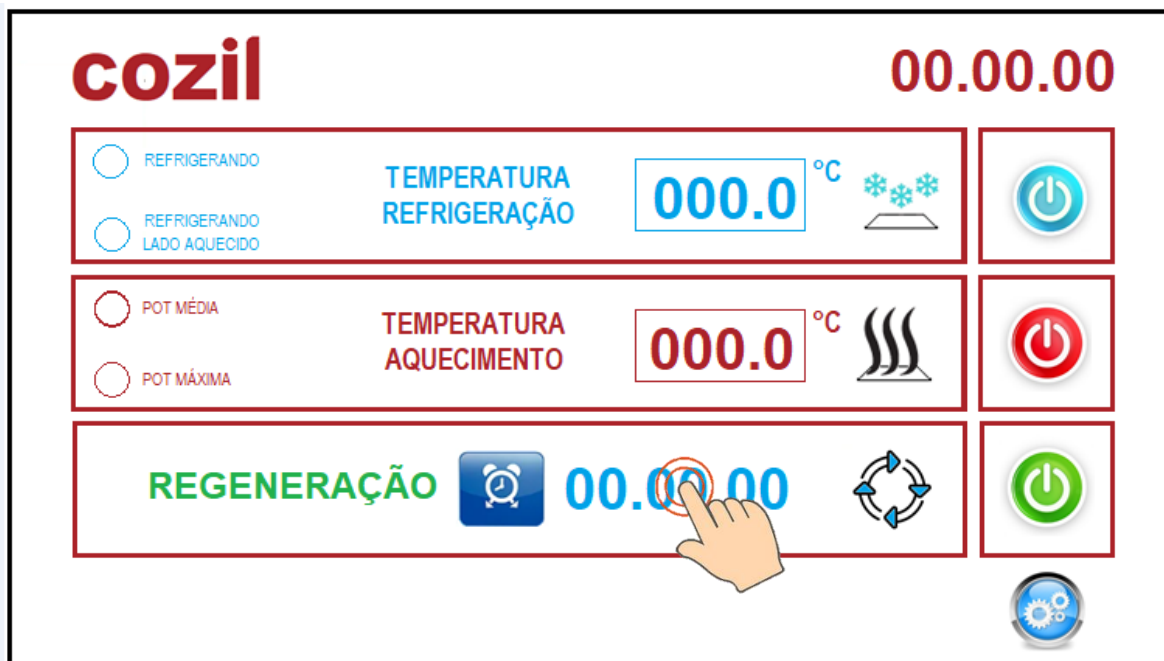 cozil
00.00.00
REFRIGERANDO
REFRIGERANDO
LADO AQUECIDO
TEMPERATURA
REFRIGERAÇÃO
000.0
°C
POT MÉDIA
POT MÁXIMA
TEMPERATURA
AQUECIMENTO
000.0
°C
REGENERAÇÃO
00.00.00